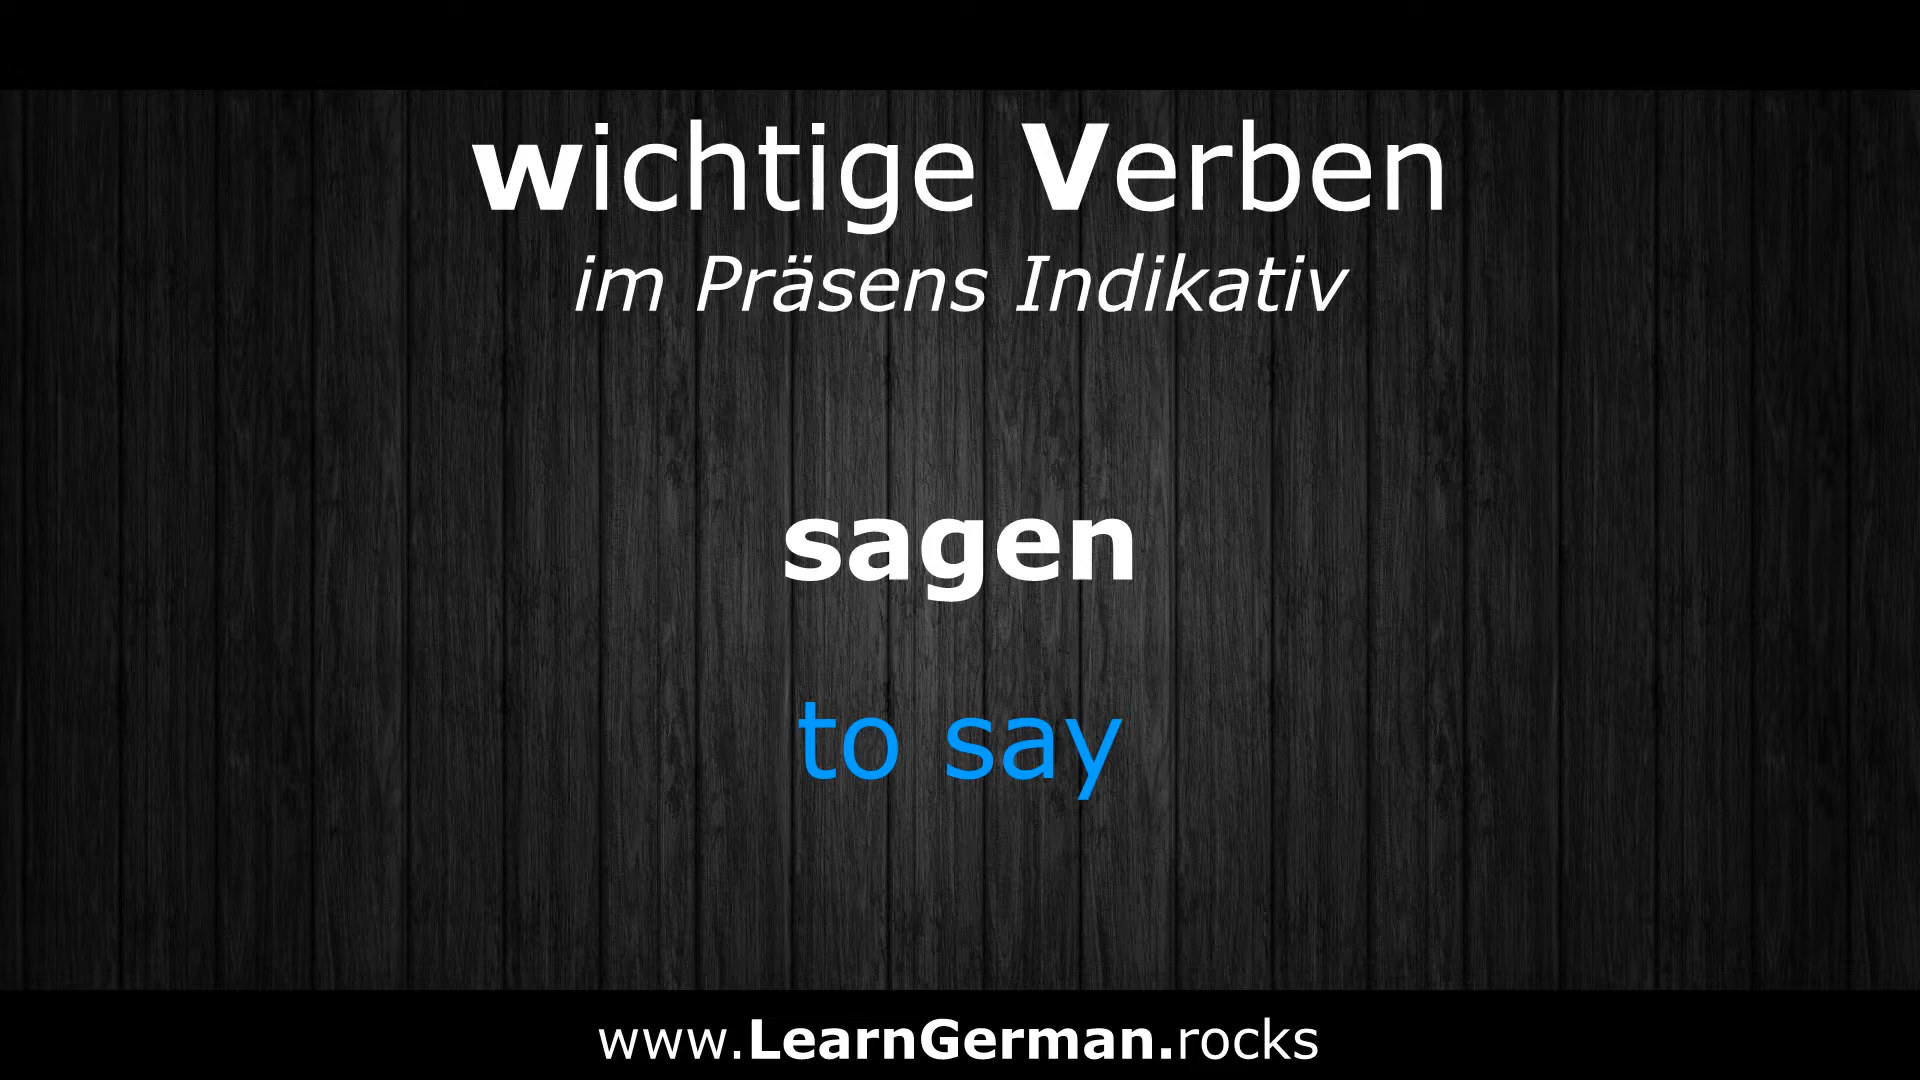 wichtige Verben
im Präsens Indikativ
sagen
to say
www.LearnGerman.rocks